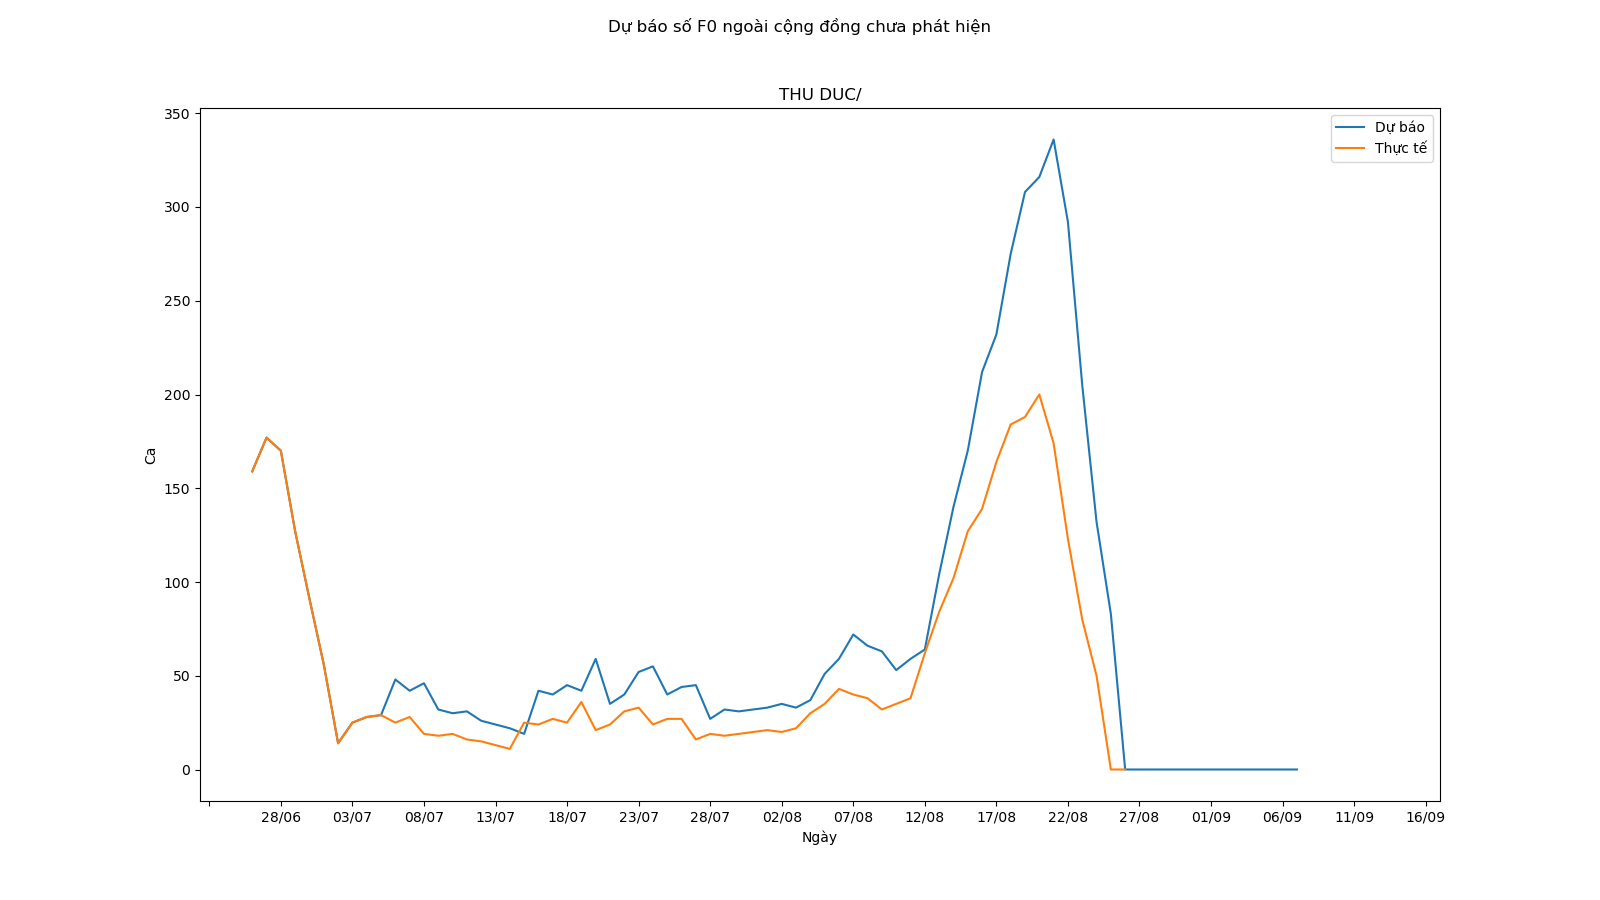 Dự báo số F0 ngoài cộng đồng chưa phát hiện
THU DUC/
Dự báo
Thực tế
350
300
250
200
150
100
50
0
Ca
28/06 03/07 08/07 13/07 18/07 23/07 28/07 02/08 07/08 12/08 17/08 22/08 27/08 01/09 06/09 11/09 16/09
Ngày